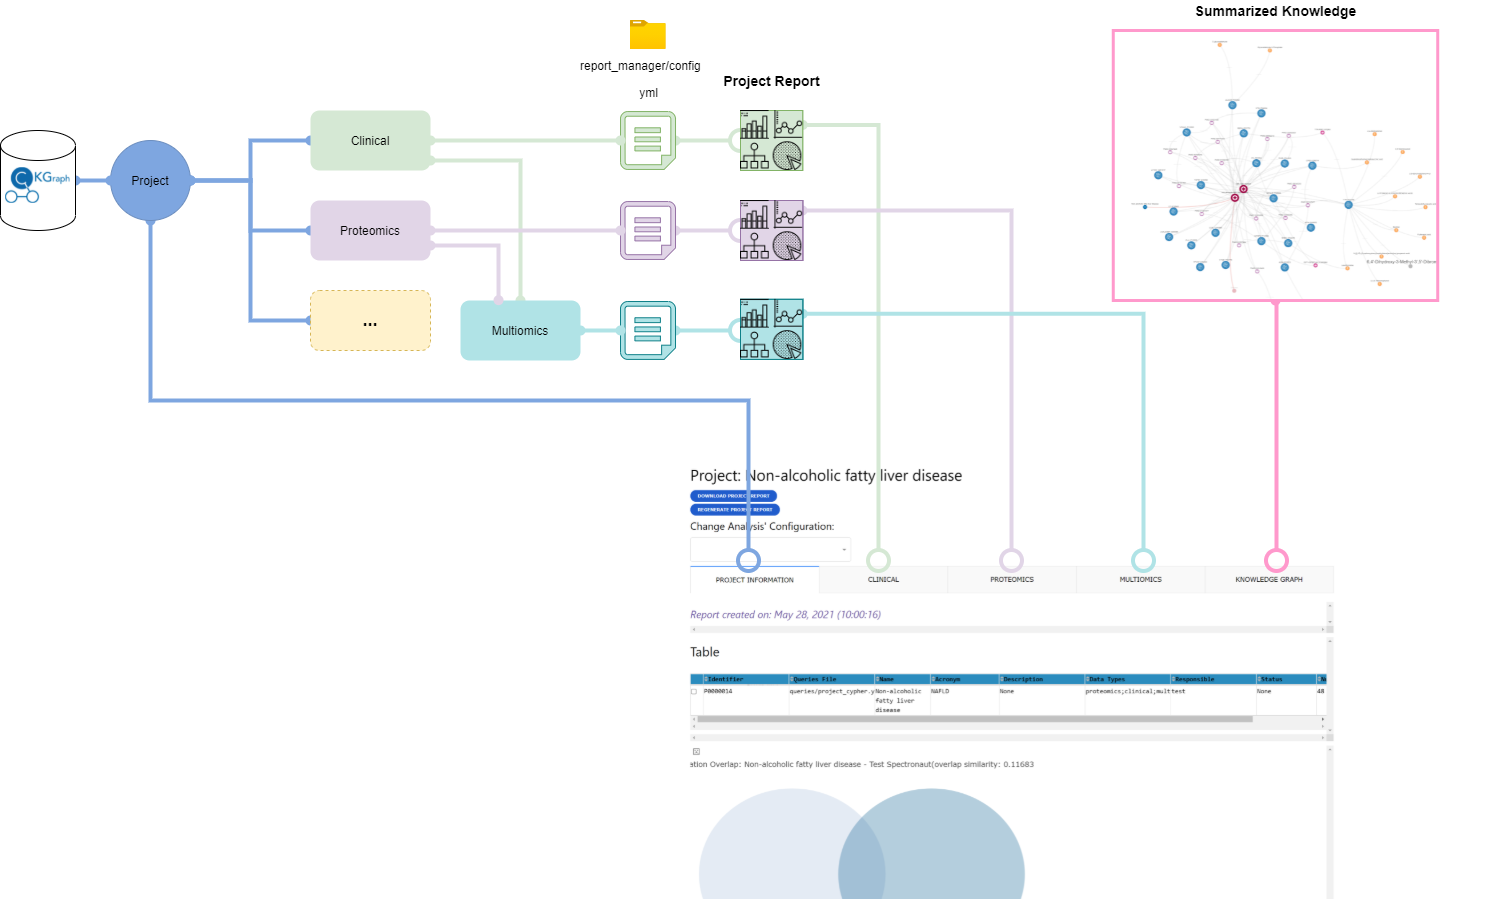 Summarized Knowledge
report_manager/config
yml
Project Report
Clinical
CKGraph
Project
Proteomics
...
Multiomics
Project: Non-alcoholic fatty liver disease
DOWNLOAD PROJECT REPORT
REGENERATE PROJECT REPORT
Change Analysis' Configuration:
PROJECT INFORMATION
CLINICAL
PROTEOMICS
MULTIOMICS
KNOWLEDGE GRAPH
Report created on: May 28, 2021 (10:00:16)
Table
Identifier Queries File Name Acronym Description Data Types Responsible Status
P0000014 queries/project_cypher.y Non-alcoholic NAFLD None proteomics;clinical;mult test None 48
fatty liver
disease
ation Overlap: Non-alcoholic fatty liver disease - Test Spectronaut(overlap similarity: 0.11683